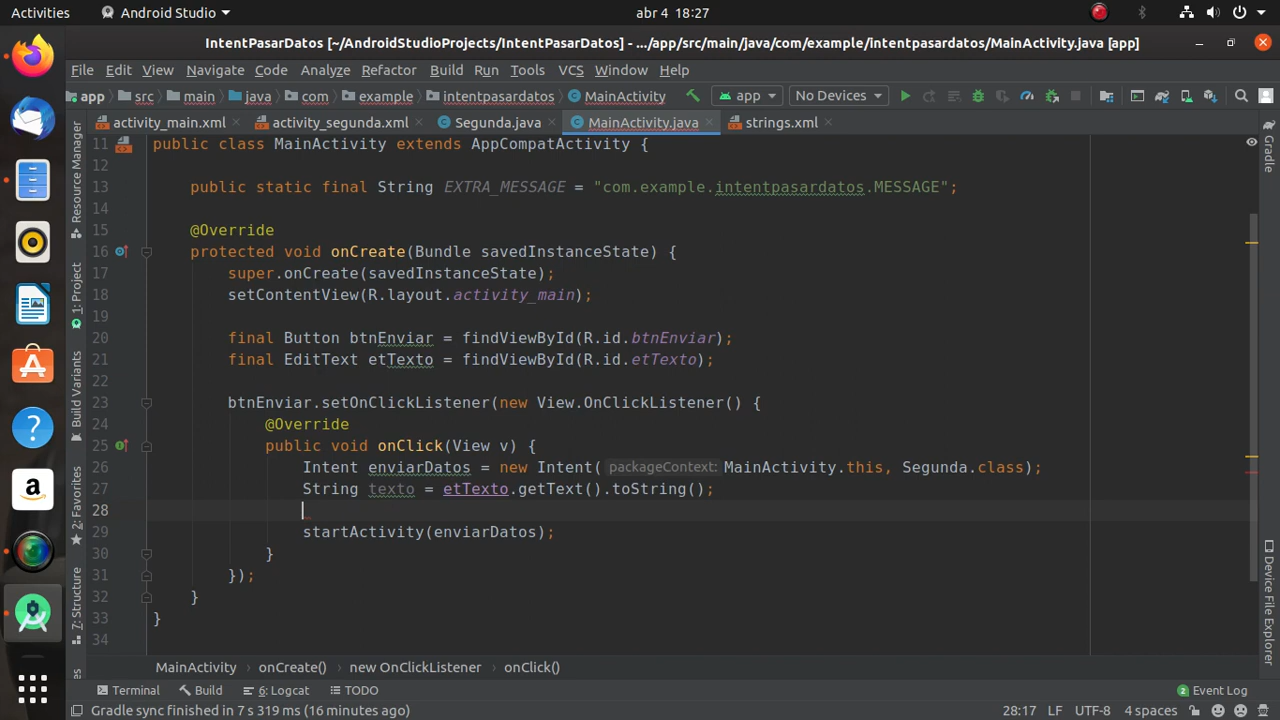 Activities Android Studio abr 4 18:27
IntentPasarDatos [~/AndroidStudioProjects/IntentPasarDatos] - .../app/src/main/java/com/example/intentpasardatos/MainActivity.java [app]
File Edit View Navigate Code Analyze Refactor Build Run Tools VCS Window Help
app src main java com example intentpasardatos MainActivity app No Devices
activity_main.xml activity_segunda.xml Segunda.java MainActivity.java strings.xml
11 public class MainActivity extends AppCompatActivity {
12
13 public static final String EXTRA_MESSAGE = "com.example.intentpasardatos.MESSAGE";
14
15 @Override
16 protected void onCreate(Bundle savedInstanceState) {
17 super.onCreate(savedInstanceState);
18 setContentView(R.layout.activity_main);
19
20 final Button btnEnviar = findViewById(R.id.btnEnviar);
21 final EditText etTexto = findViewById(R.id.etTexto);
22
23 btnEnviar.setOnClickListener(new View.OnClickListener() {
24 @Override
25 public void onClick(View v) {
26 Intent enviarDatos = new Intent( packageContext: MainActivity.this, Segunda.class);
27 String texto = etTexto.getText().toString();
28
29 startActivity(enviarDatos);
30 }
31 });
32 }
33 }
34
MainActivity onCreate() new OnClickListener onClick()
Terminal Build 6: Logcat TODO 2 Event Log
Gradle sync finished in 7 s 319 ms (16 minutes ago) 28:17 LF UTF-8 4 spaces
Resource Manager
1: Project
Build Variants
2: Favorites
7: Structure
Gradle
Device File Explorer